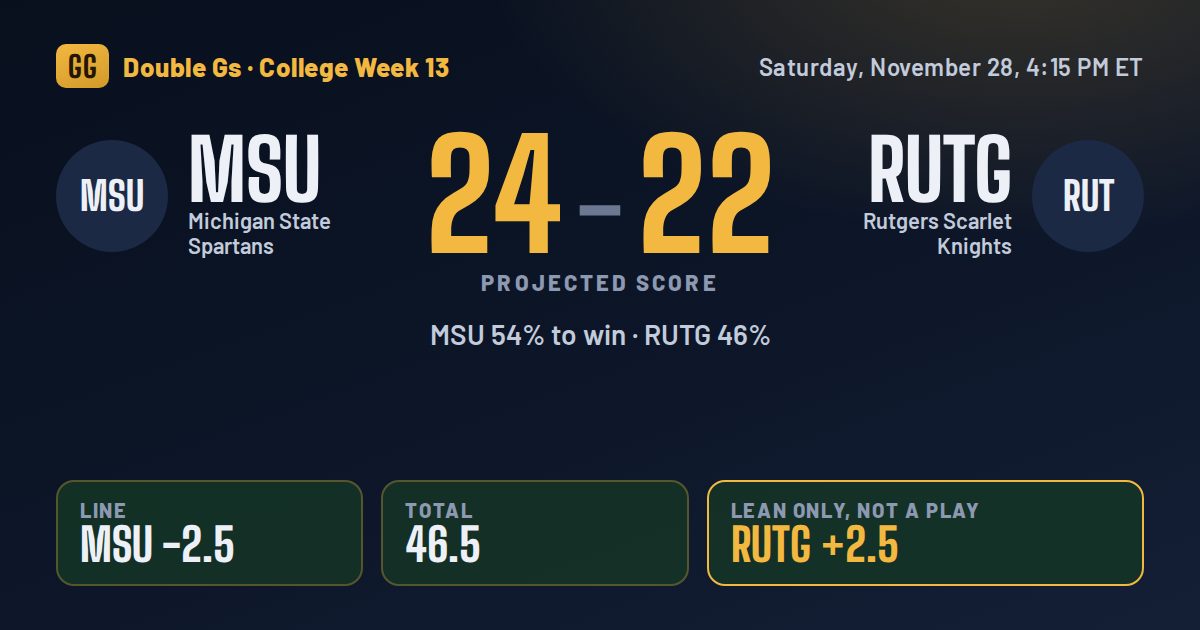 GG Double Gs · College Week 13
Saturday, November 28, 4:15 PM ET
MSU
MSU
Michigan State
Spartans
24 – 22
PROJECTED SCORE
MSU 54% to win · RUTG 46%
RUTG
Rutgers Scarlet
Knights
RUT
LINE
MSU −2.5
TOTAL
46.5
LEAN ONLY, NOT A PLAY
RUTG +2.5